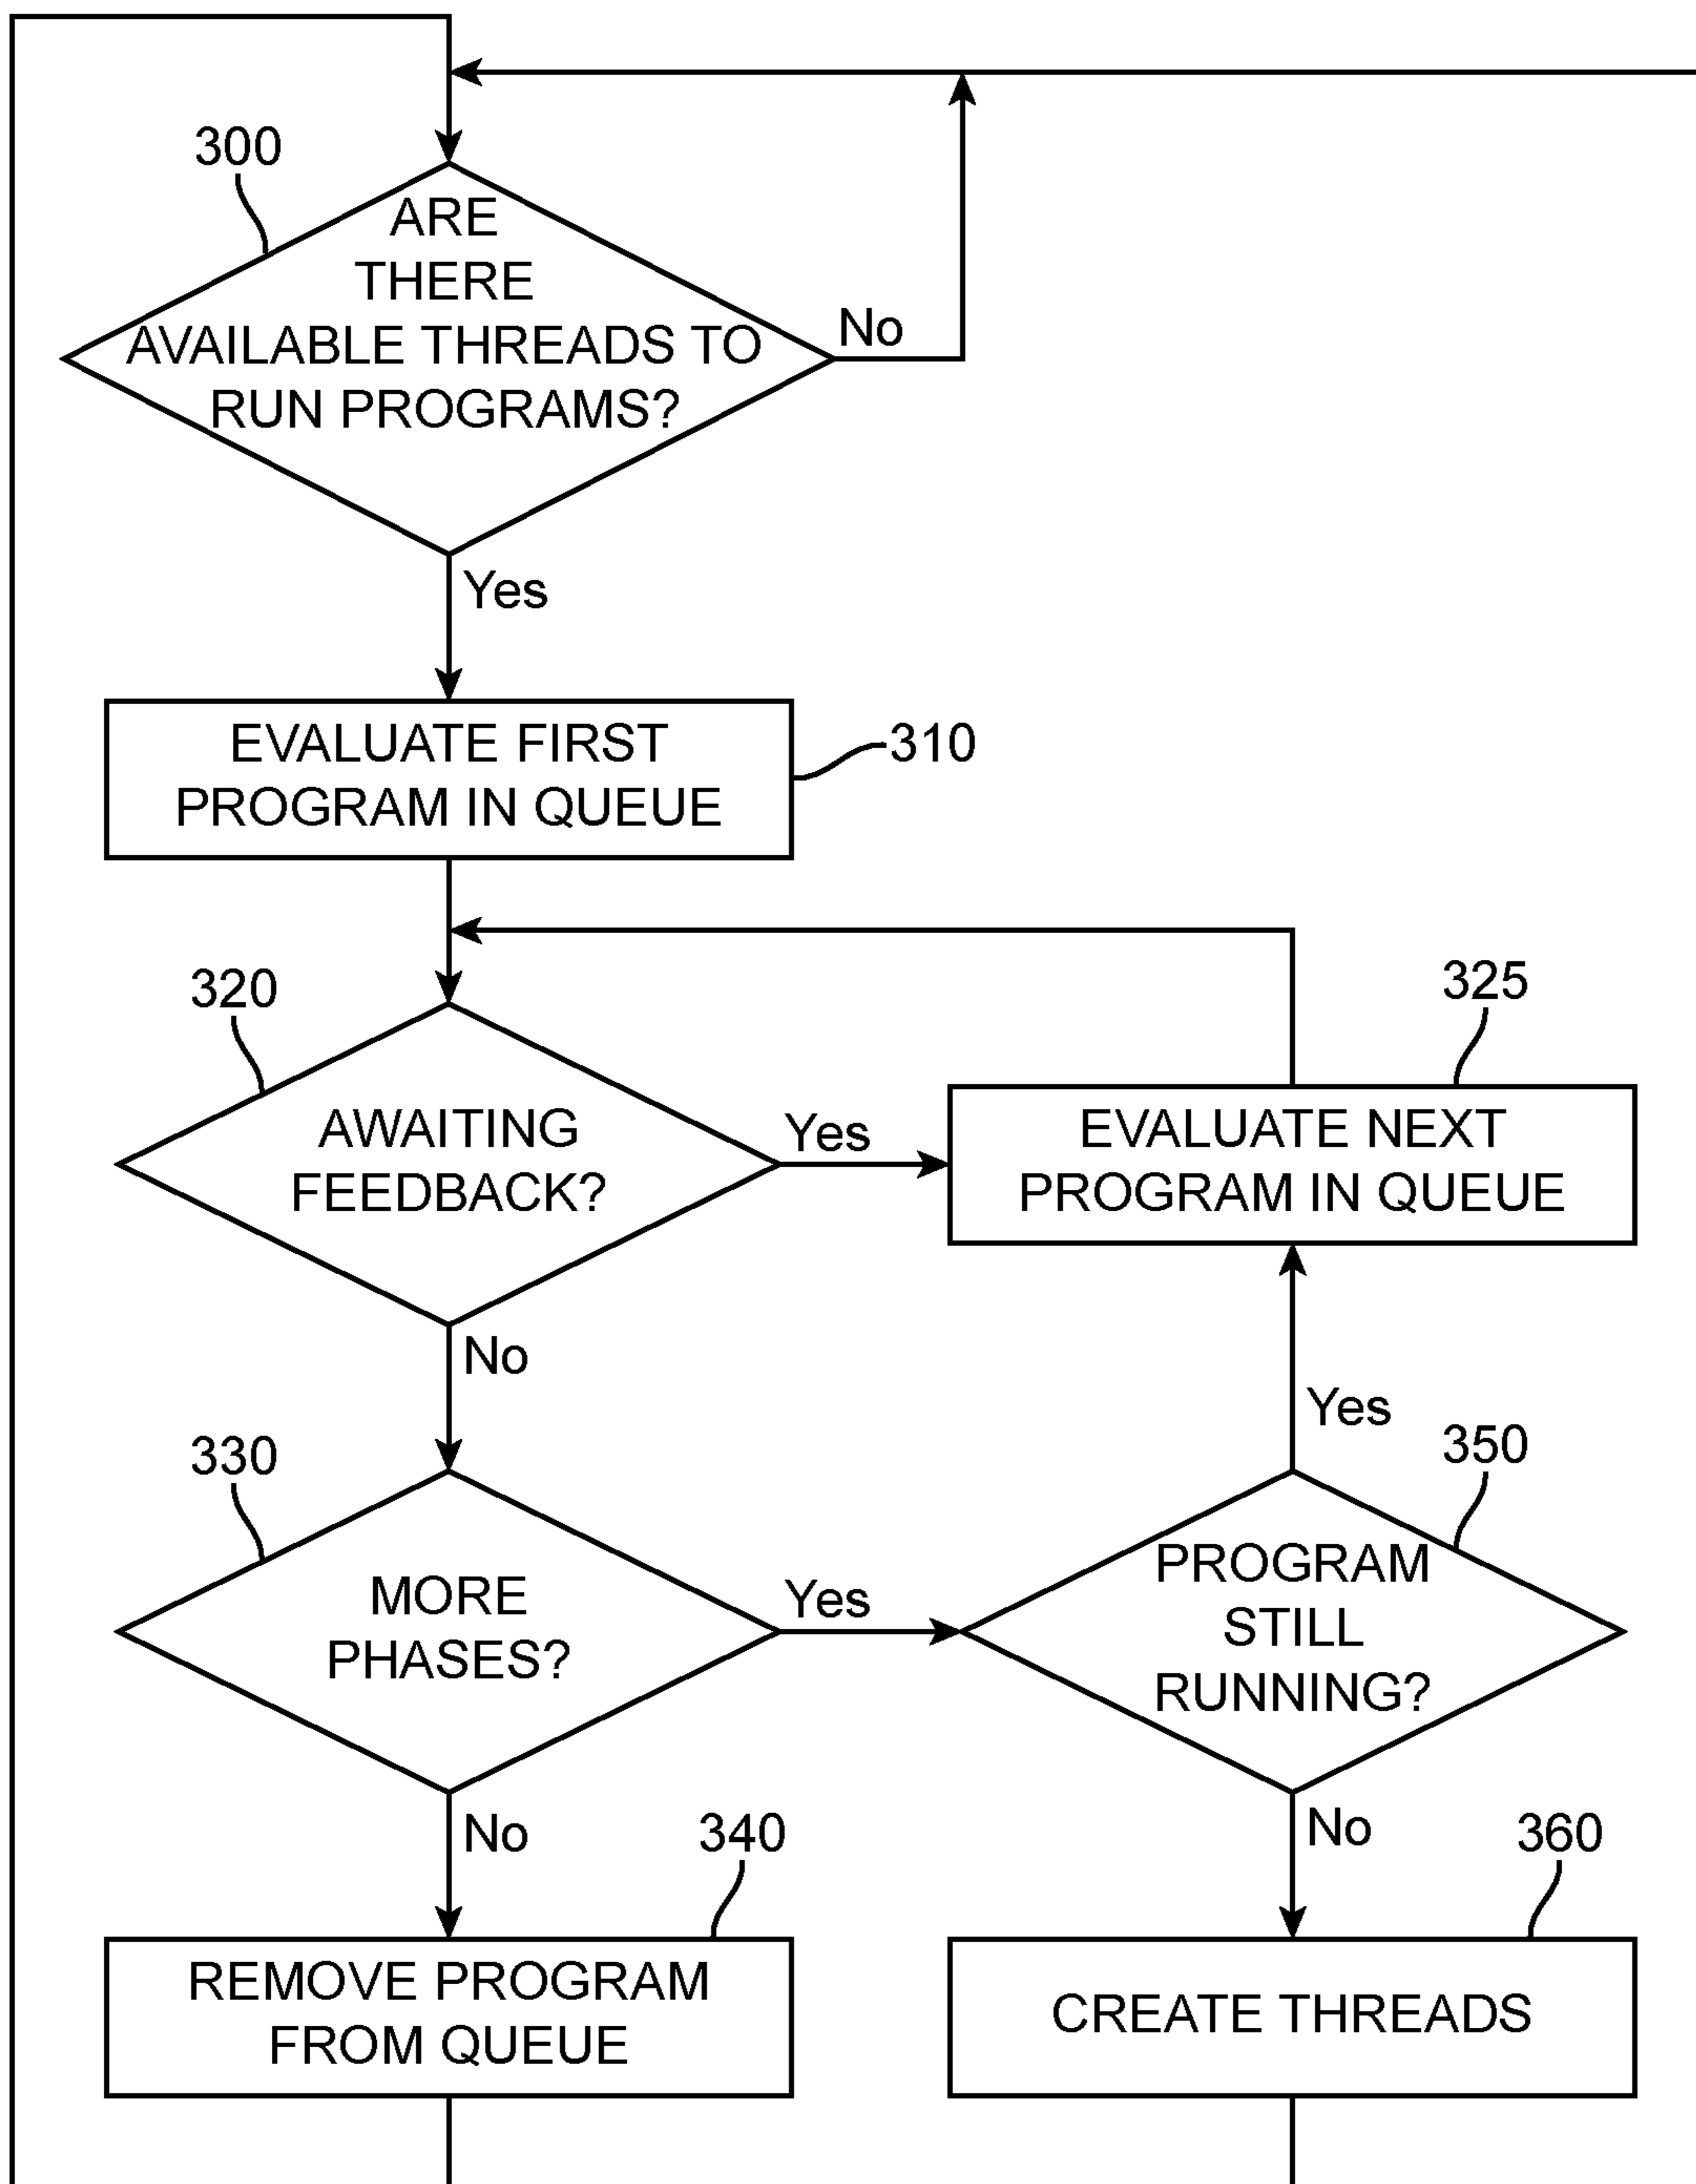 300
ARE
THERE
AVAILABLE THREADS TO
RUN PROGRAMS?
No
Yes
EVALUATE FIRST
PROGRAM IN QUEUE
310
320
325
AWAITING
FEEDBACK?
Yes
EVALUATE NEXT
PROGRAM IN QUEUE
No
Yes
330
350
MORE
PHASES?
Yes
PROGRAM
STILL
RUNNING?
No
340
No
360
REMOVE PROGRAM
FROM QUEUE
CREATE THREADS